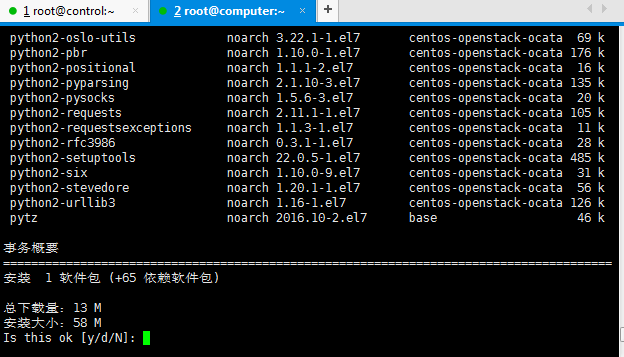 1 root@control:~ × 2 root@computer:~ × +
python2-oslo-utils noarch 3.22.1-1.el7 centos-openstack-ocata 69 k
python2-pbr noarch 1.10.0-1.el7 centos-openstack-ocata 176 k
python2-positional noarch 1.1.1-2.el7 centos-openstack-ocata 16 k
python2-pyparsing noarch 2.1.10-3.el7 centos-openstack-ocata 135 k
python2-pysocks noarch 1.5.6-3.el7 centos-openstack-ocata 20 k
python2-requests noarch 2.11.1-1.el7 centos-openstack-ocata 105 k
python2-requestsexceptions noarch 1.1.3-1.el7 centos-openstack-ocata 11 k
python2-rfc3986 noarch 0.3.1-1.el7 centos-openstack-ocata 28 k
python2-setuptools noarch 22.0.5-1.el7 centos-openstack-ocata 485 k
python2-six noarch 1.10.0-9.el7 centos-openstack-ocata 31 k
python2-stevedore noarch 1.20.1-1.el7 centos-openstack-ocata 56 k
python2-urllib3 noarch 1.16-1.el7 centos-openstack-ocata 126 k
pytz noarch 2016.10-2.el7 base 46 k
事务概要
================================================================================
安装 1 软件包 (+65 依赖软件包)
总下载量：13 M
安装大小：58 M
Is this ok [y/d/N]: